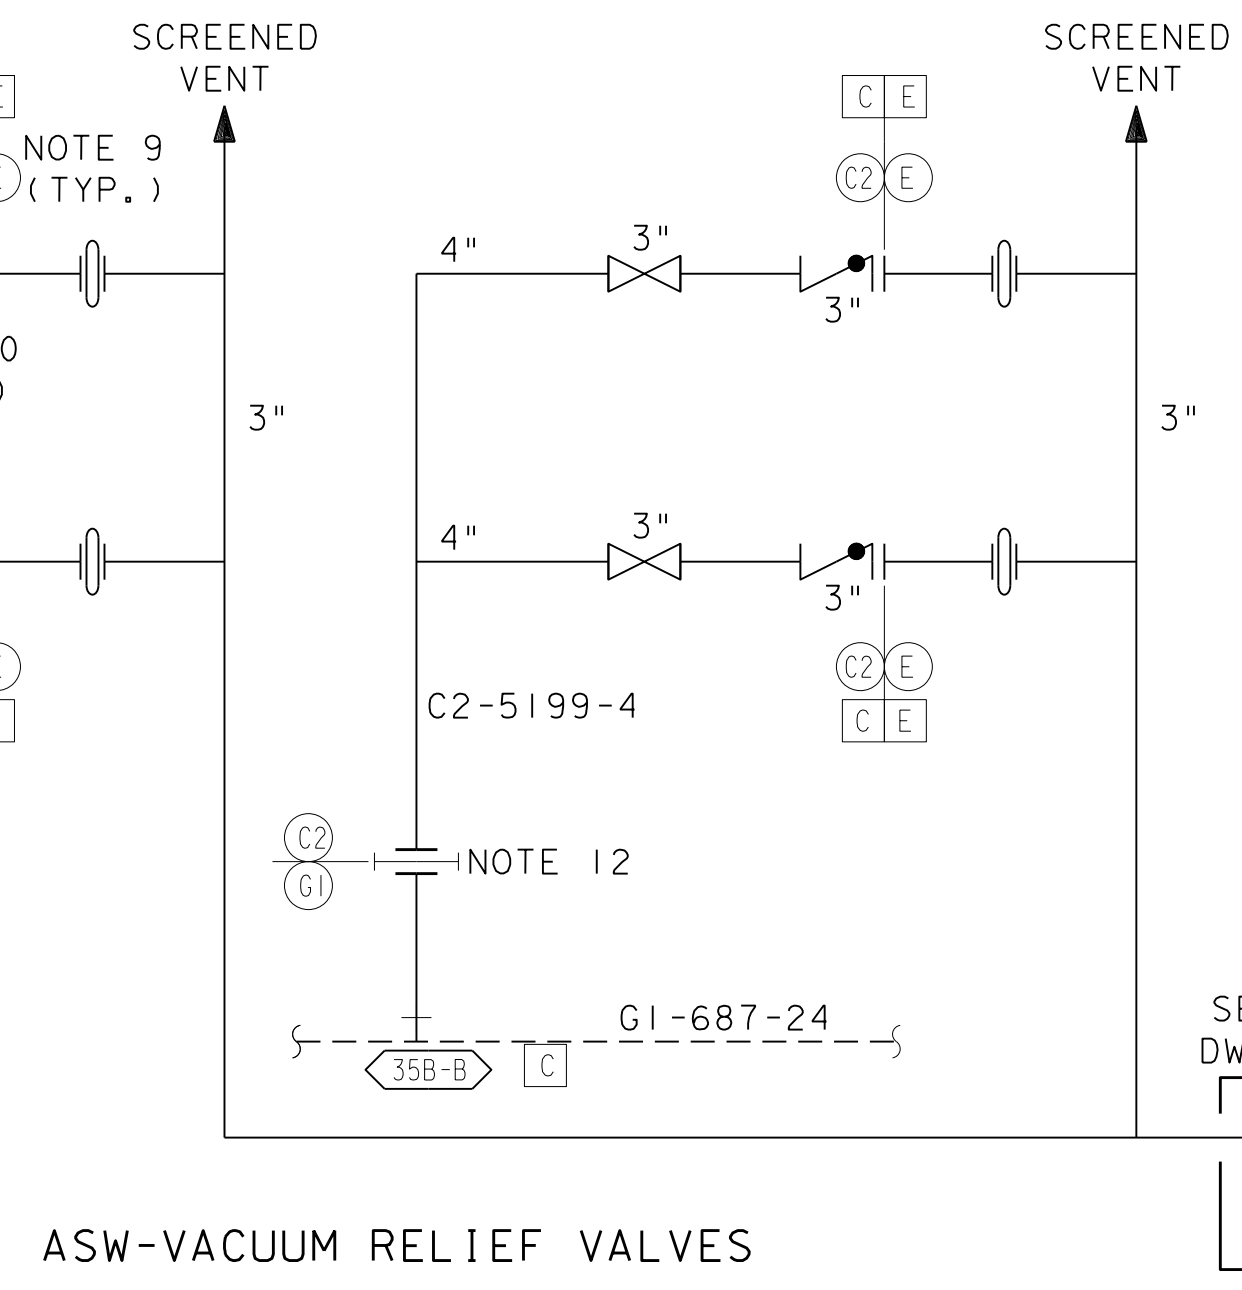 SCREENED
VENT
SCREENED
VENT
C E
NOTE 9
(TYP.)
C2 E
4"
3"
3"
3"
3"
4"
3"
3"
C2 E
C E
C2-5199-4
C2
G1
NOTE 12
G1-687-24
35B-B
C
ASW-VACUUM RELIEF VALVES